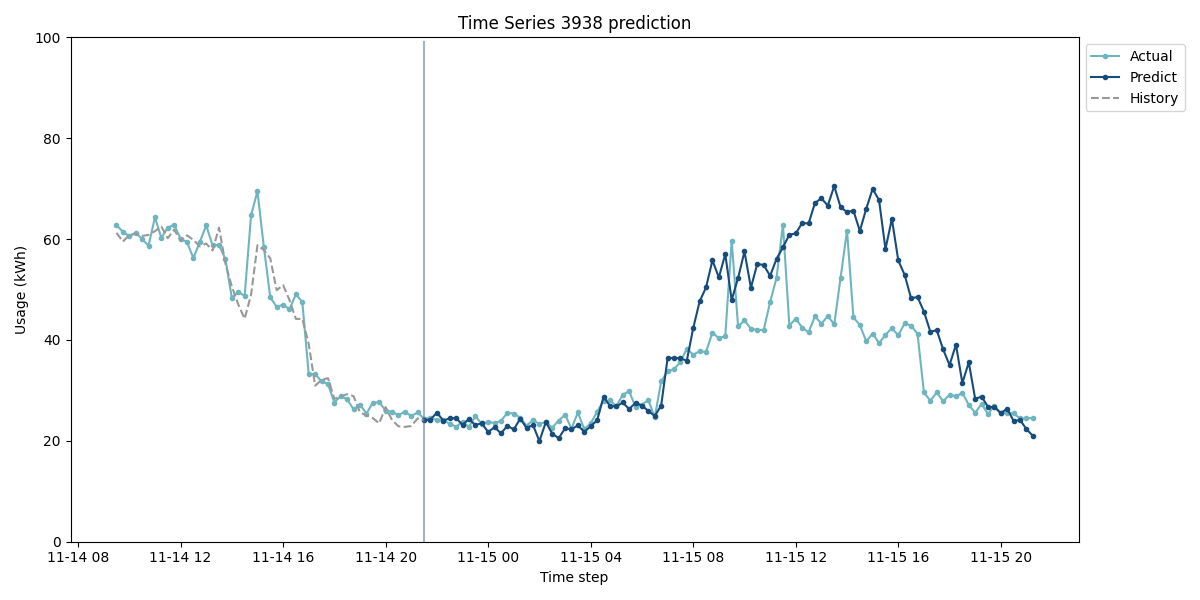 Time Series 3938 prediction
100
80
60
40
20
0
Usage (kWh)
11-14 08
11-14 12
11-14 16
11-14 20
11-15 00
11-15 04
11-15 08
11-15 12
11-15 16
11-15 20
Time step
Actual
Predict
History